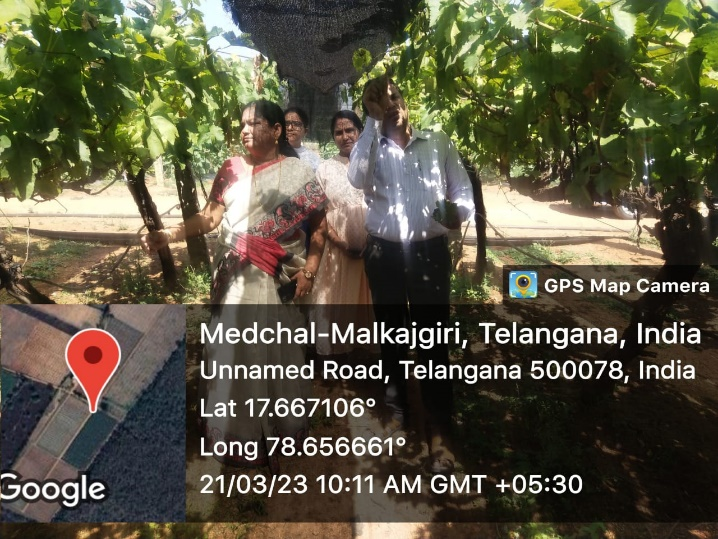 GPS Map Camera
Medchal-Malkajgiri, Telangana, India
Unnamed Road, Telangana 500078, India
Lat 17.667106°
Long 78.656661°
21/03/23 10:11 AM GMT +05:30
Google